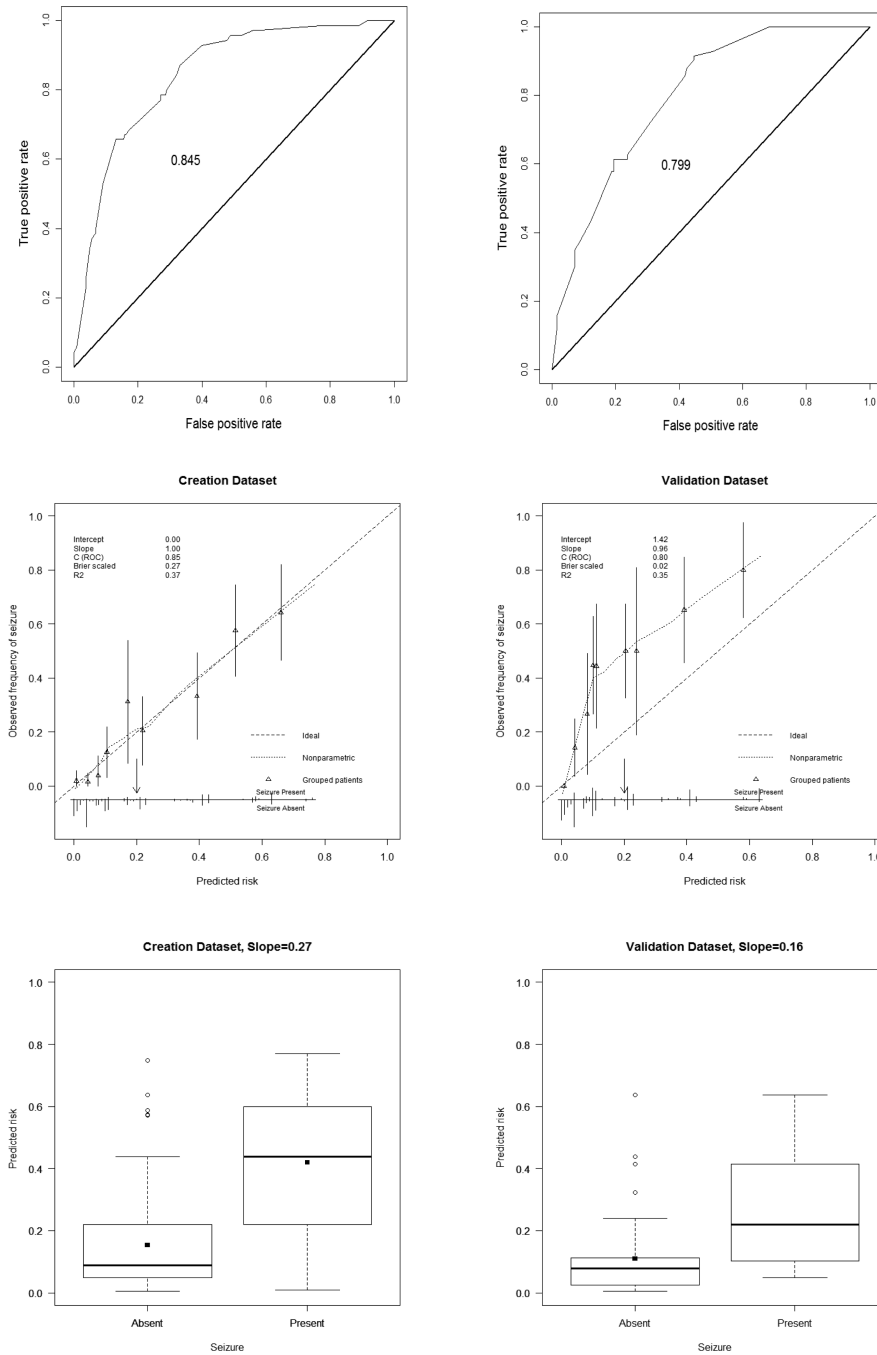 1.0
0.8
0.6
0.4
0.2
0.0
True positive rate
0.845
0.0 0.2 0.4 0.6 0.8 1.0
False positive rate
1.0
0.8
0.6
0.4
0.2
0.0
True positive rate
0.799
0.0 0.2 0.4 0.6 0.8 1.0
False positive rate
Creation Dataset
1.0
0.8
0.6
0.4
0.2
0.0
Observed frequency of seizure
Intercept 0.00
Slope 1.00
C (ROC) 0.85
Brier scaled 0.27
R2 0.37
Ideal
Nonparametric
Grouped patients
Seizure Present
Seizure Absent
0.0 0.2 0.4 0.6 0.8 1.0
Predicted risk
Validation Dataset
1.0
0.8
0.6
0.4
0.2
0.0
Observed frequency of seizure
Intercept 1.42
Slope 0.96
C (ROC) 0.80
Brier scaled 0.02
R2 0.35
Ideal
Nonparametric
Grouped patients
Seizure Present
Seizure Absent
0.0 0.2 0.4 0.6 0.8 1.0
Predicted risk
Creation Dataset, Slope=0.27
1.0
0.8
0.6
0.4
0.2
0.0
Predicted risk
Absent Present
Seizure
Validation Dataset, Slope=0.16
1.0
0.8
0.6
0.4
0.2
0.0
Predicted risk
Absent Present
Seizure